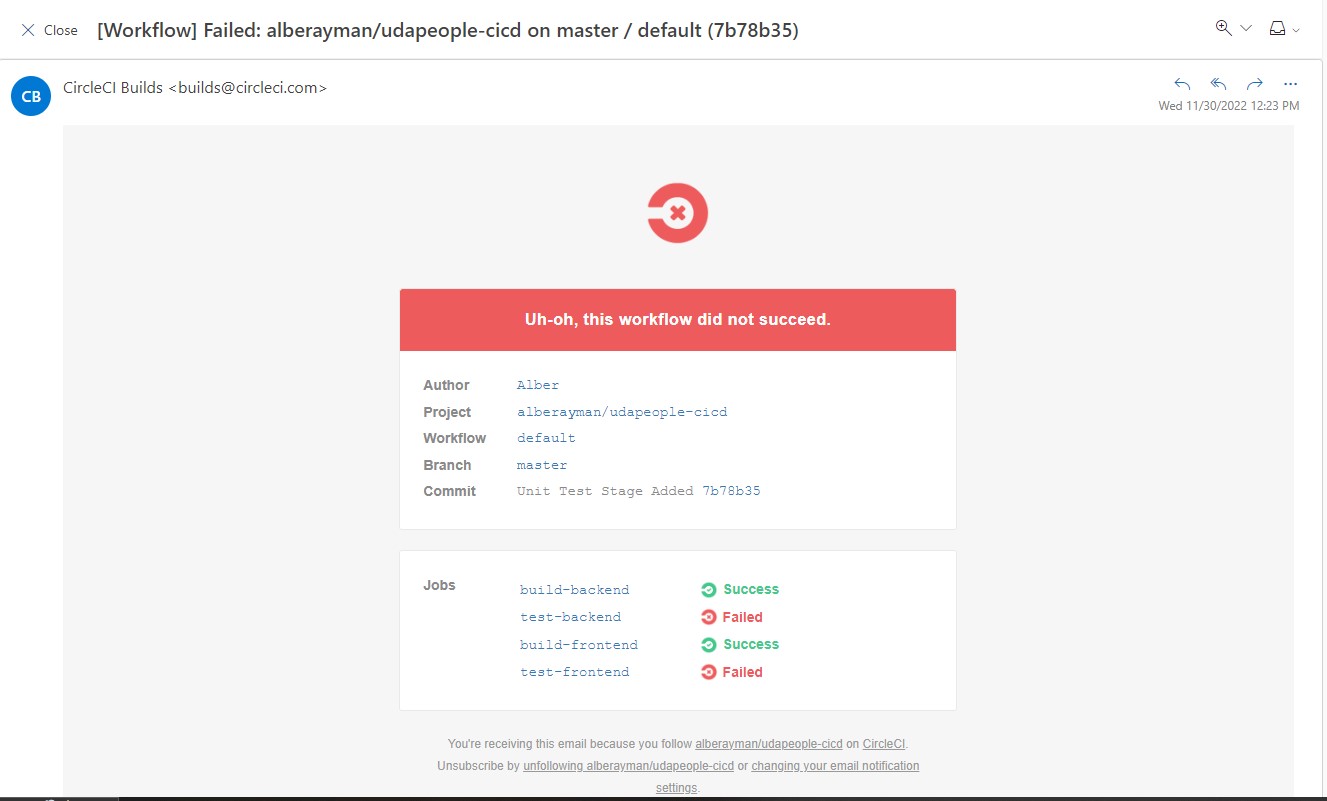 Close [Workflow] Failed: alberayman/udapeople-cicd on master / default (7b78b35)
CB
CircleCI Builds <builds@circleci.com>
Wed 11/30/2022 12:23 PM
Uh-oh, this workflow did not succeed.
Author Alber
Project alberayman/udapeople-cicd
Workflow default
Branch master
Commit Unit Test Stage Added 7b78b35
Jobs
build-backend Success
test-backend Failed
build-frontend Success
test-frontend Failed
You're receiving this email because you follow alberayman/udapeople-cicd on CircleCI.
Unsubscribe by unfollowing alberayman/udapeople-cicd or changing your email notification
settings.